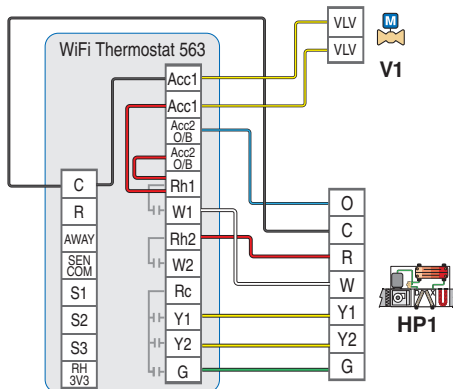 WiFi Thermostat 563
C
R
AWAY
SEN
COM
S1
S2
S3
RH
3V3
Acc1
Acc1
Acc2
O/B
Acc2
O/B
Rh1
W1
Rh2
W2
Rc
Y1
Y2
G
VLV
VLV
M
V1
O
C
R
W
Y1
Y2
G
HP1